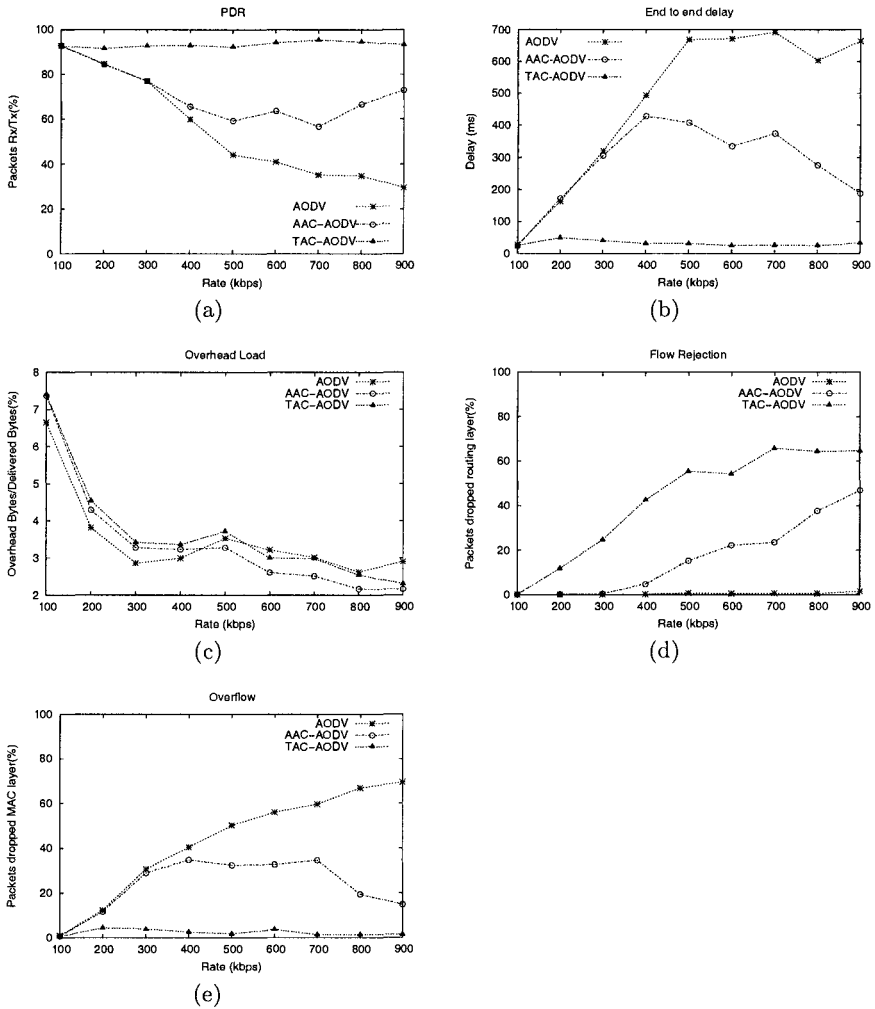 PDR
100
80
60
40
20
0
Packets Rx/Tx(%)
AODV
AAC-AODV
TAC-AODV
100 200 300 400 500 600 700 800 900
Rate (kbps)
(a)
End to end delay
700
600
500
400
300
200
100
0
Delay (ms)
AODV
AAC-AODV
TAC-AODV
100 200 300 400 500 600 700 800 900
Rate (kbps)
(b)
Overhead Load
8
7
6
5
4
3
2
Overhead Bytes/Delivered Bytes(%)
AODV
AAC-AODV
TAC-AODV
100 200 300 400 500 600 700 800 900
Rate (kbps)
(c)
Flow Rejection
100
80
60
40
20
0
Packets dropped routing layer(%)
AODV
AAC-AODV
TAC-AODV
100 200 300 400 500 600 700 800 900
Rate (kbps)
(d)
Overflow
100
80
60
40
20
0
Packets dropped MAC layer(%)
AODV
AAC-AODV
TAC-AODV
100 200 300 400 500 600 700 800 900
Rate (kbps)
(e)